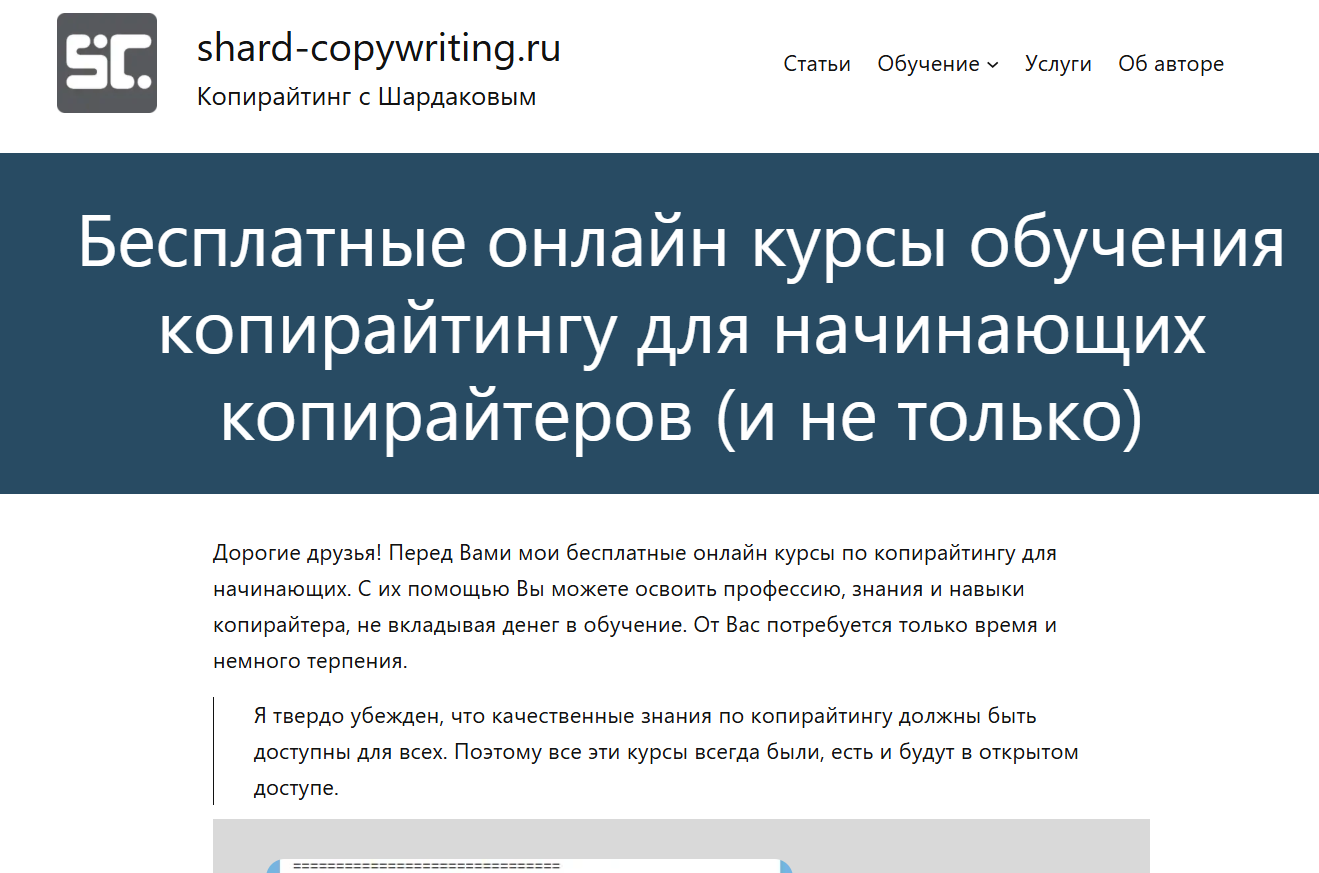 SC.
shard-copywriting.ru
Копирайтинг с Шардаковым
Статьи Обучение Услуги Об авторе
Бесплатные онлайн курсы обучения
копирайтингу для начинающих
копирайтеров (и не только)
Дорогие друзья! Перед Вами мои бесплатные онлайн курсы по копирайтингу для
начинающих. С их помощью Вы можете освоить профессию, знания и навыки
копирайтера, не вкладывая денег в обучение. От Вас потребуется только время и
немного терпения.
Я твердо убежден, что качественные знания по копирайтингу должны быть
доступны для всех. Поэтому все эти курсы всегда были, есть и будут в открытом
доступе.
===============================